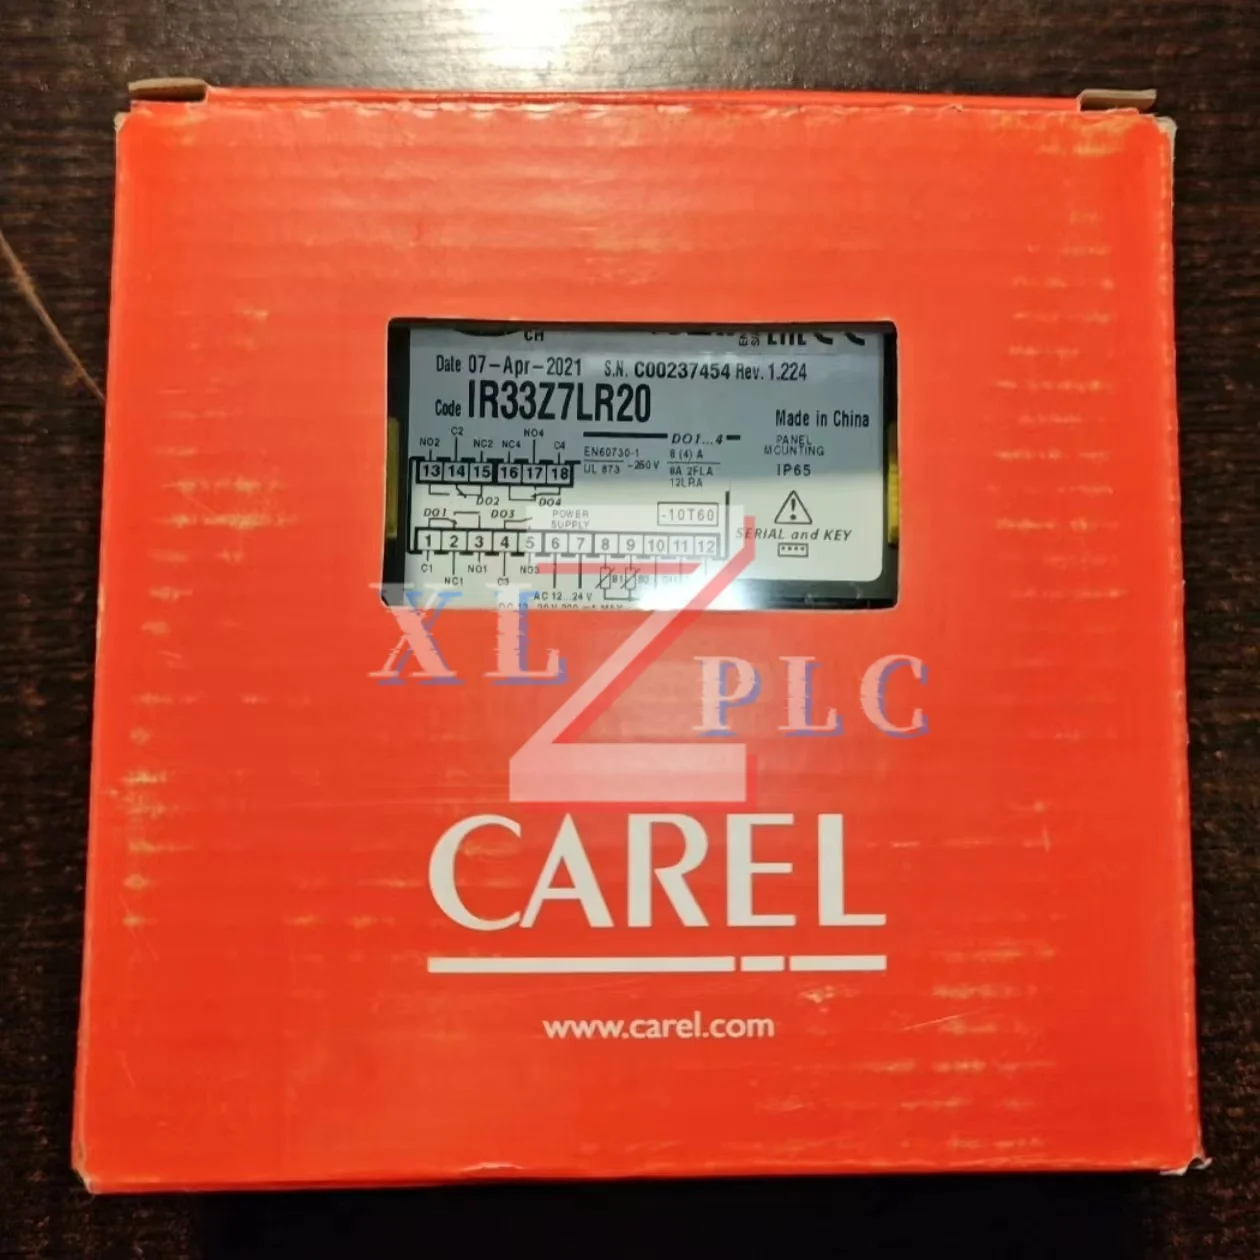 CH
Date 07-Apr-2021 S.N. C00237454 Rev. 1.224
Code IR33Z7LR20
Made in China
NO2 C2 NC2 NC4 NO4 C4
DO1...4
EN60730-1
UL 873 ~250 V
8 (4) A
8A 2FLA
12LRA
PANEL
MOUNTING
IP65
13 14 15 16 17 18
DO2 DO4
DO1 DO3
POWER
SUPPLY
-10T60
SERIAL and KEY
1 2 3 4 5 6 7 8 9 10 11 12
C1 NC1 NO1 C3 NO3
B1 B2
AC 12...24 V
XL Z PLC
CAREL
www.carel.com